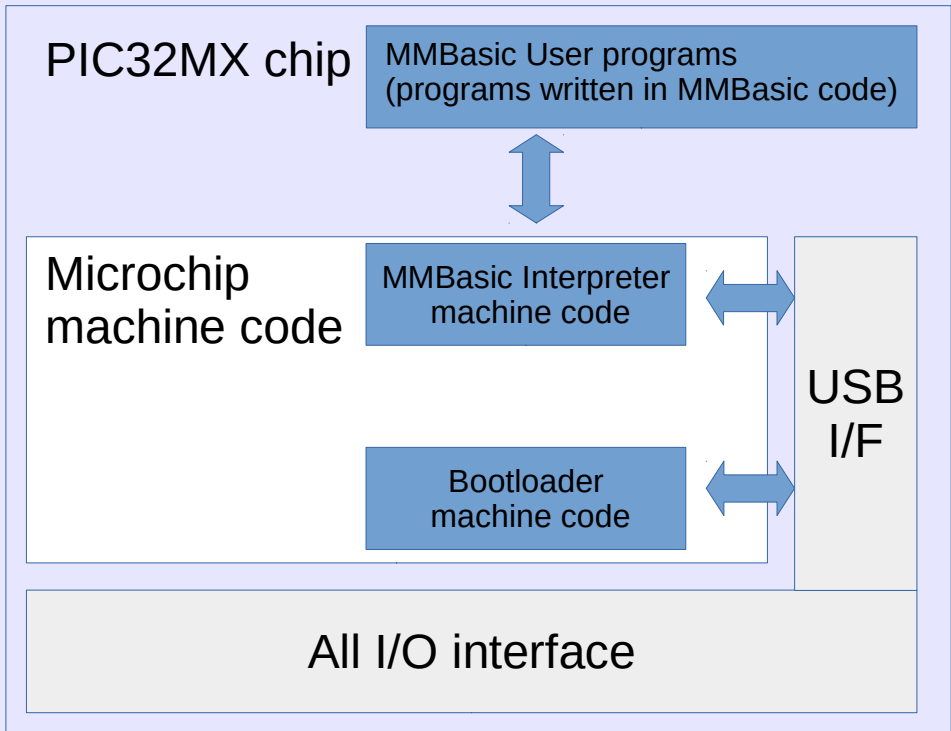 PIC32MX chip
MMBasic User programs
(programs written in MMBasic code)
Microchip
machine code
MMBasic Interpreter
machine code
USB
I/F
Bootloader
machine code
All I/O interface